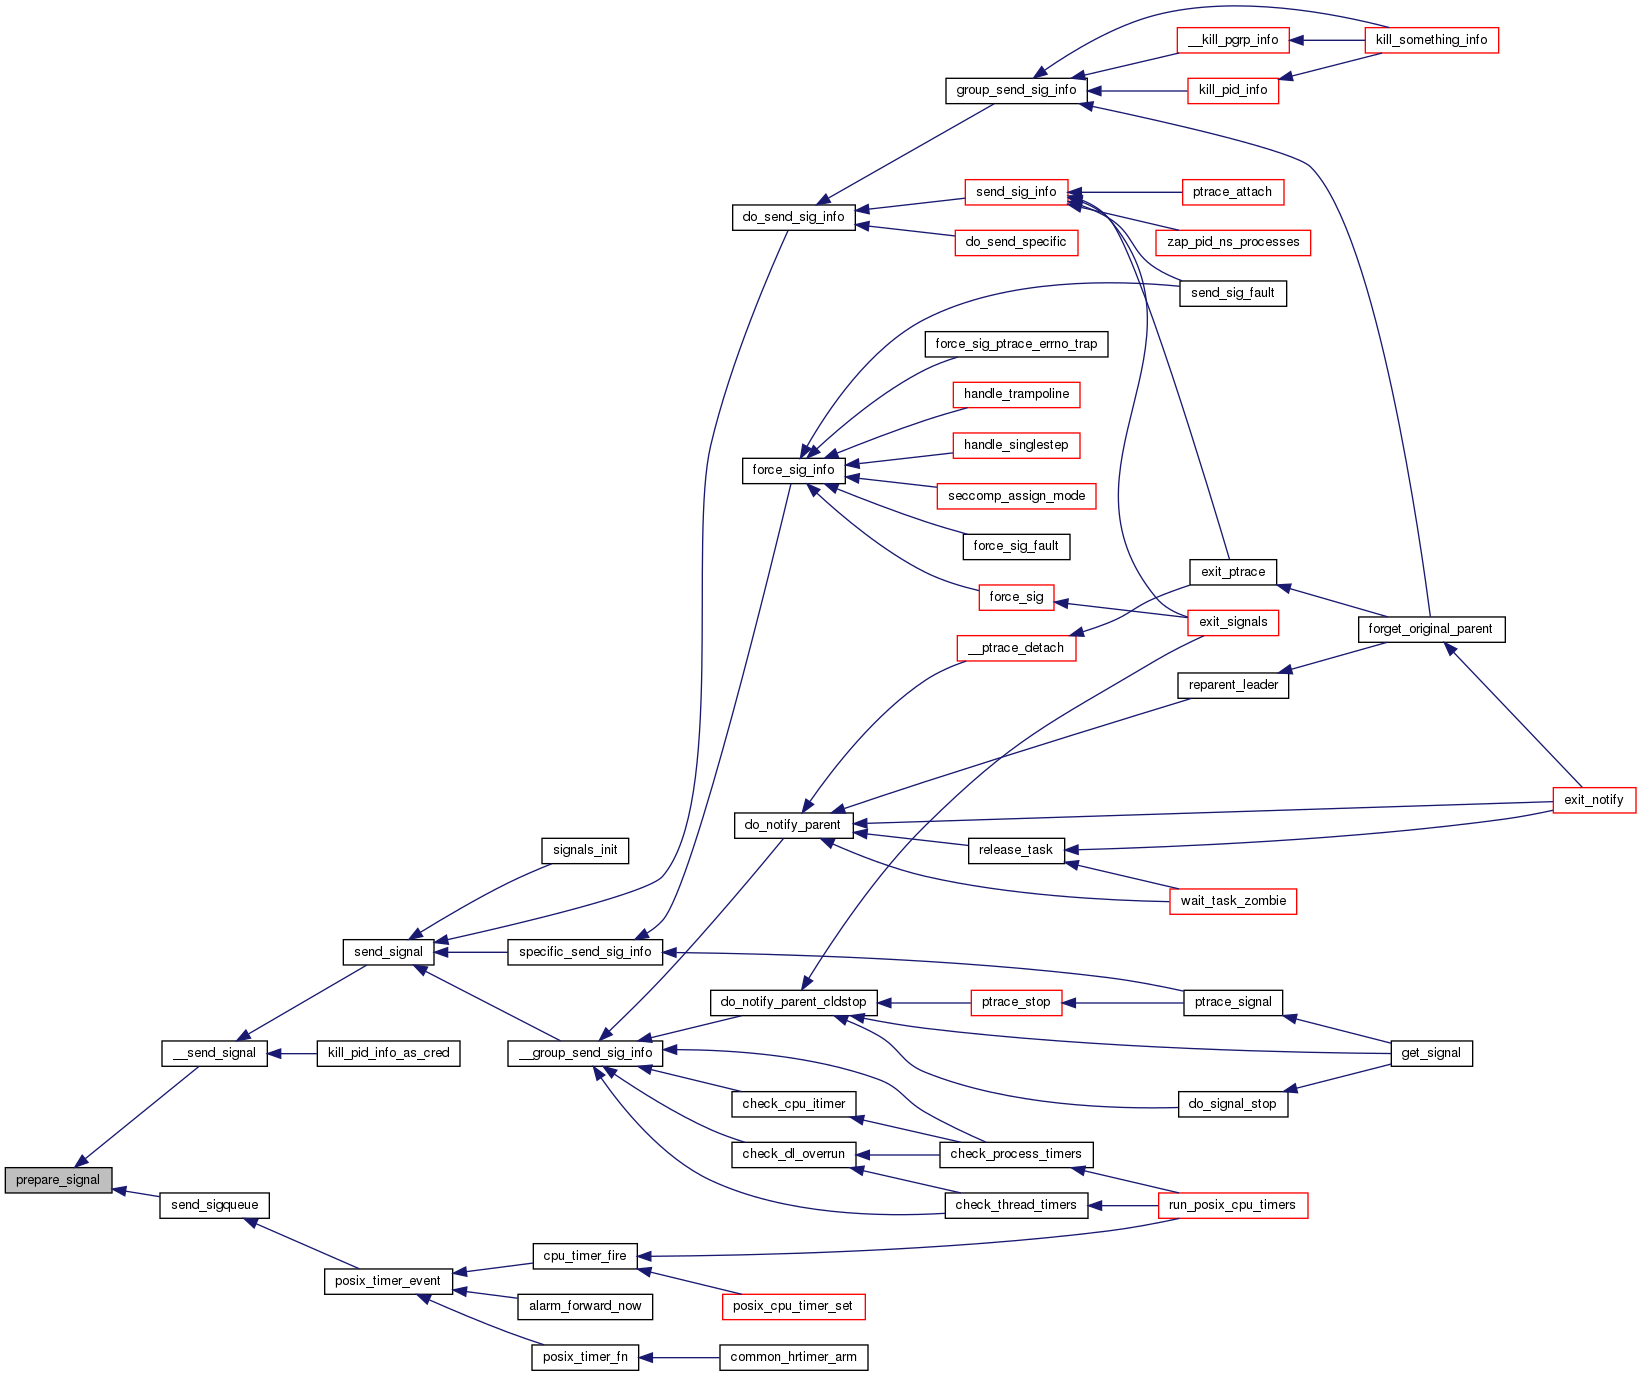 __kill_pgrp_info
kill_something_info
group_send_sig_info
kill_pid_info
send_sig_info
ptrace_attach
do_send_sig_info
do_send_specific
zap_pid_ns_processes
send_sig_fault
force_sig_ptrace_errno_trap
handle_trampoline
handle_singlestep
force_sig_info
seccomp_assign_mode
force_sig_fault
exit_ptrace
force_sig
exit_signals
forget_original_parent
__ptrace_detach
reparent_leader
exit_notify
do_notify_parent
signals_init
release_task
wait_task_zombie
send_signal
specific_send_sig_info
do_notify_parent_cldstop
ptrace_stop
ptrace_signal
__send_signal
kill_pid_info_as_cred
__group_send_sig_info
get_signal
check_cpu_itimer
do_signal_stop
check_dl_overrun
check_process_timers
prepare_signal
send_sigqueue
check_thread_timers
run_posix_cpu_timers
cpu_timer_fire
posix_timer_event
alarm_forward_now
posix_cpu_timer_set
posix_timer_fn
common_hrtimer_arm